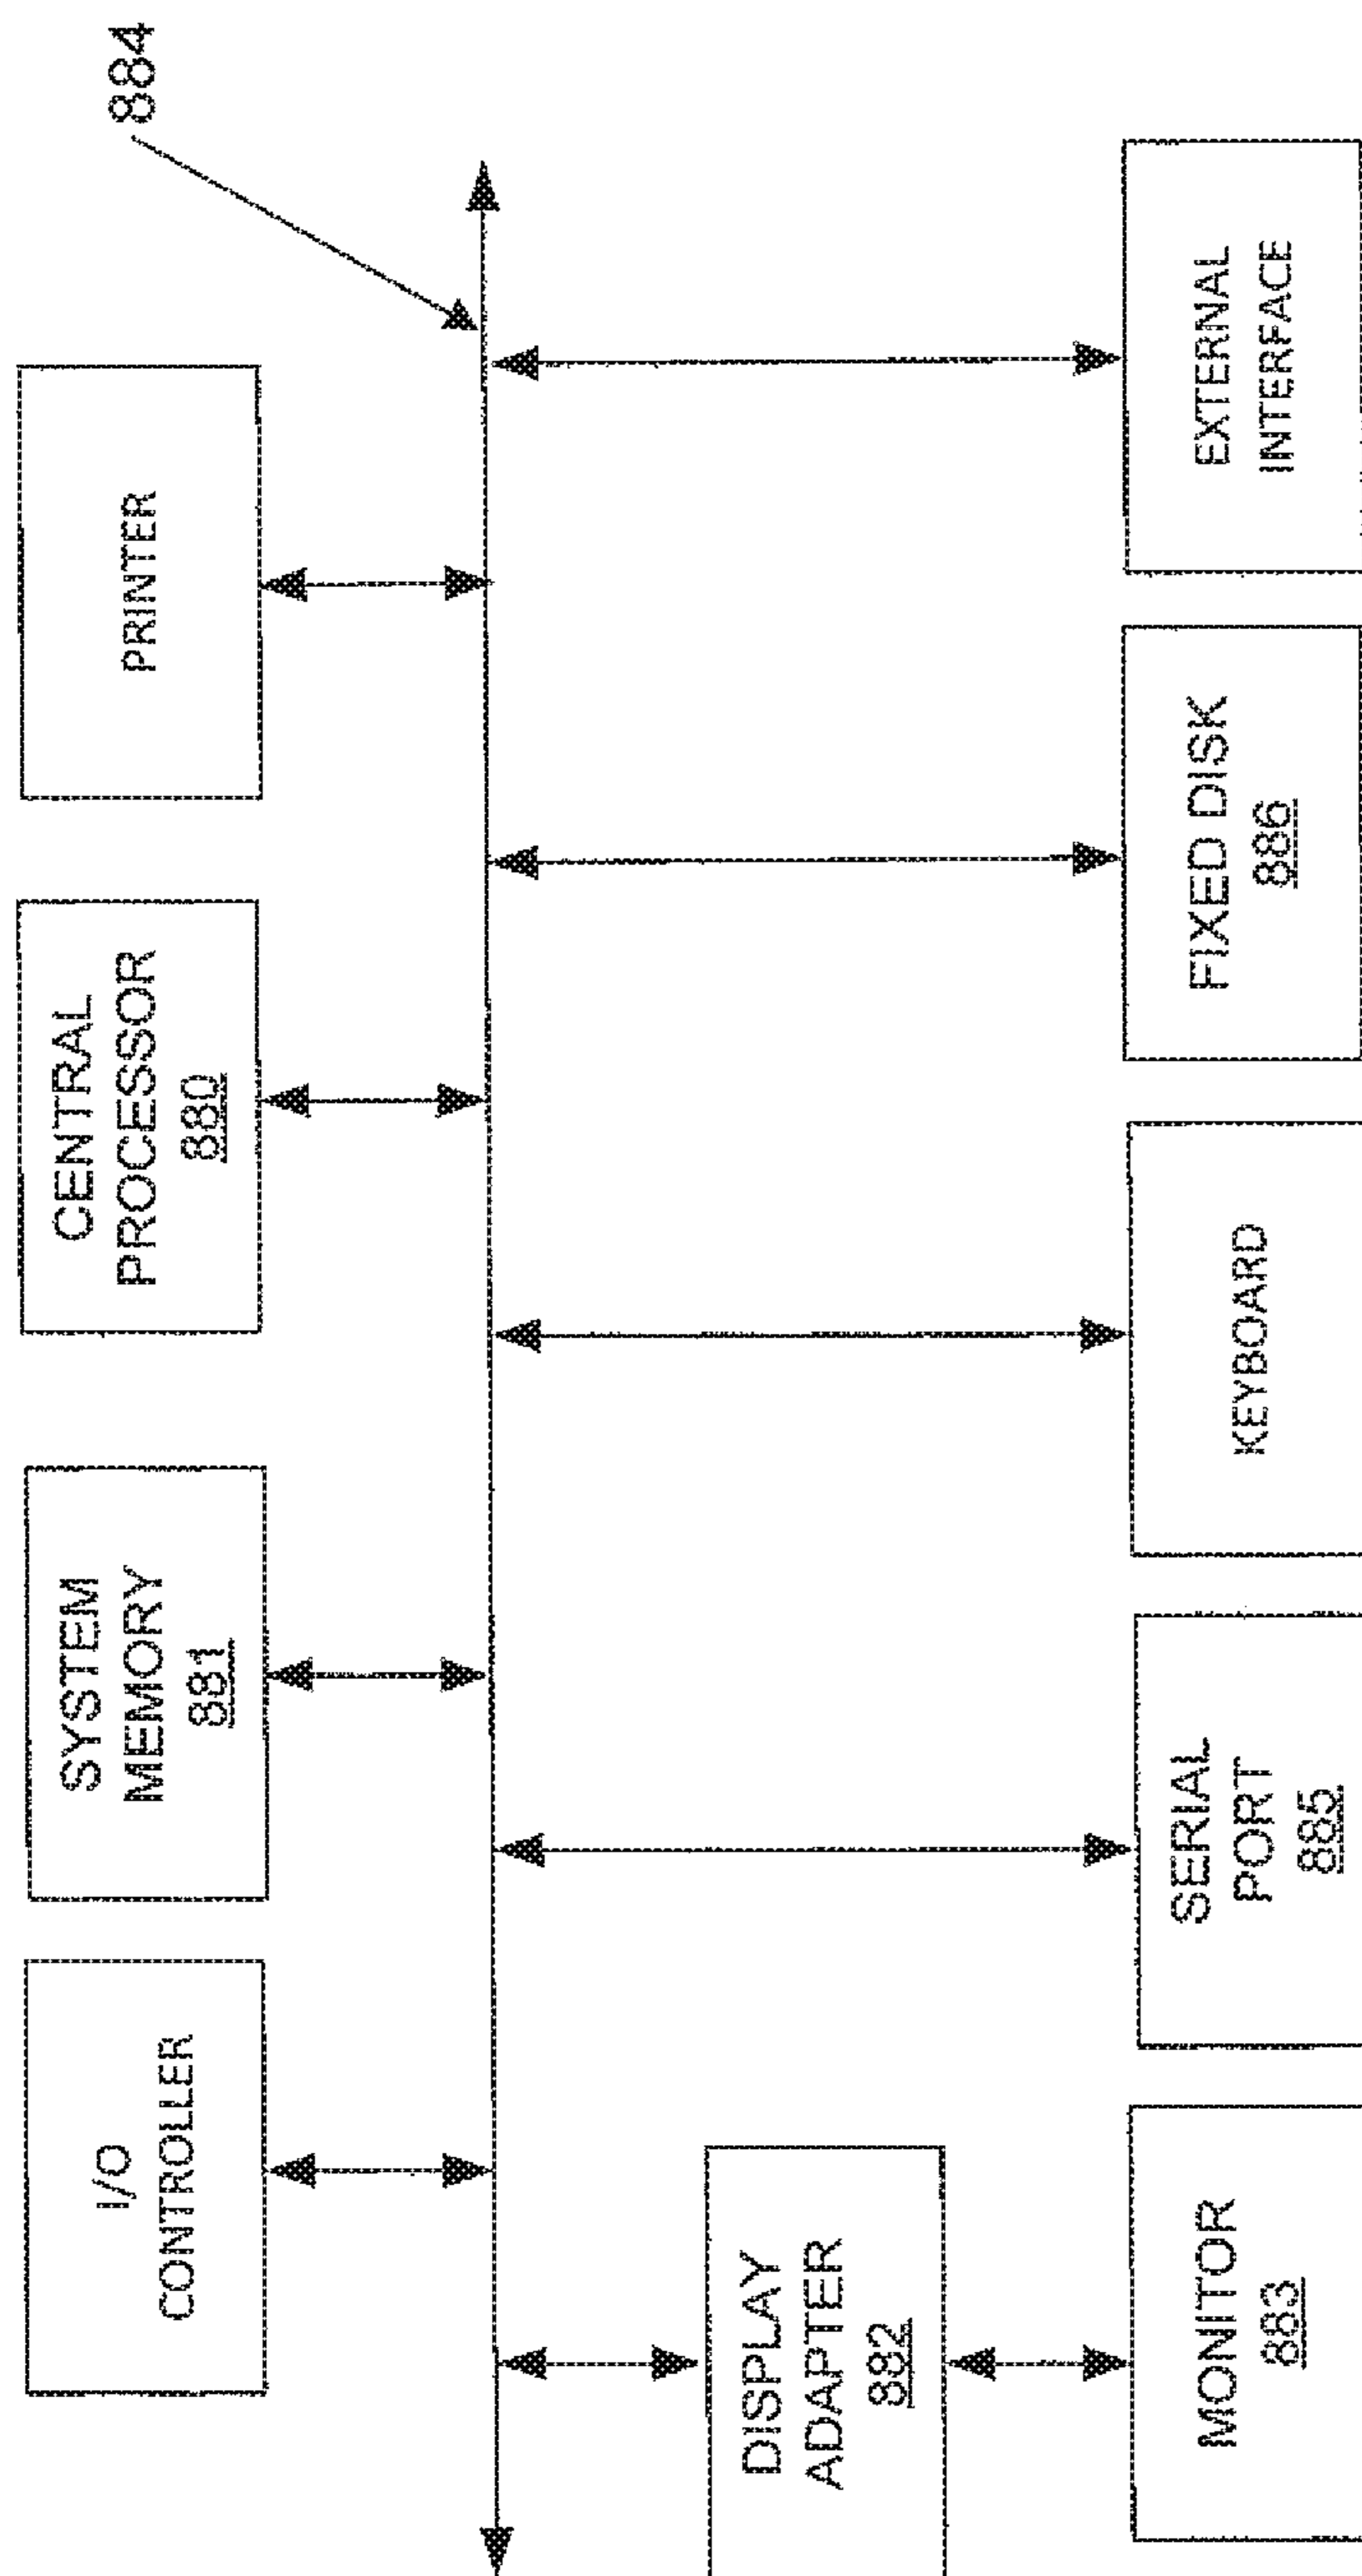 884
I/O
CONTROLLER
SYSTEM
MEMORY
881
CENTRAL
PROCESSOR
880
PRINTER
DISPLAY
ADAPTER
882
MONITOR
883
SERIAL
PORT
885
KEYBOARD
FIXED DISK
886
EXTERNAL
INTERFACE